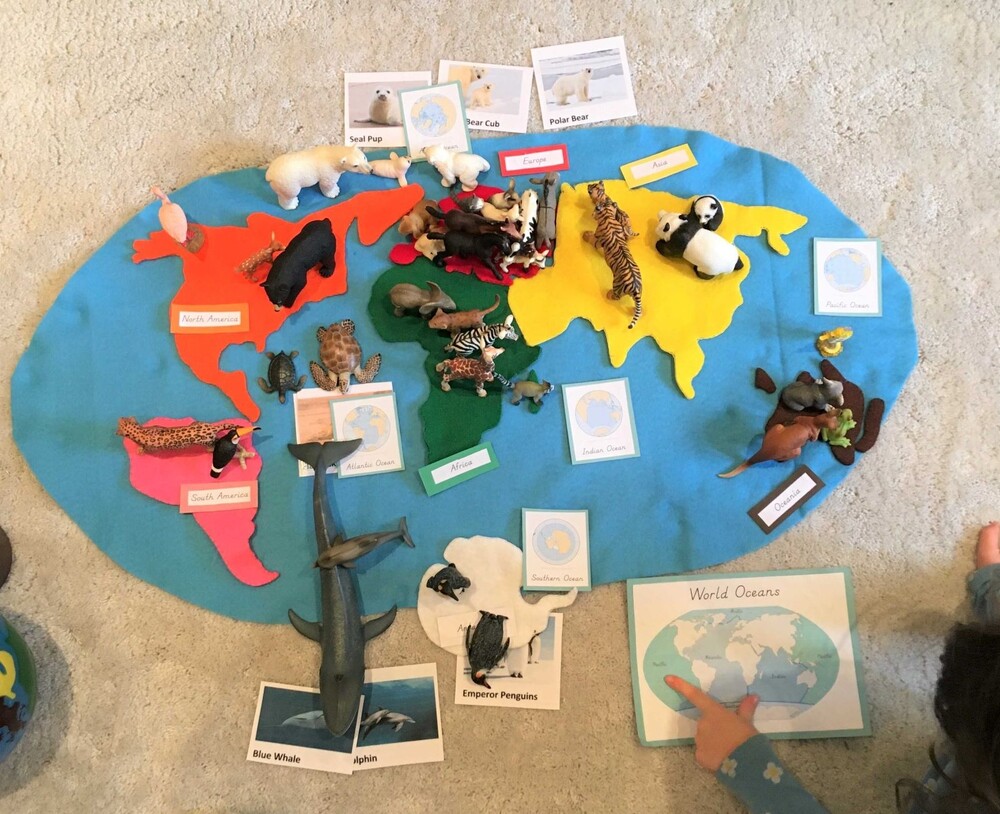 Seal Pup
Bear Cub
Polar Bear
Europe
Asia
North America
Pacific Ocean
Atlantic Ocean
Indian Ocean
Africa
South America
Oceania
Southern Ocean
World Oceans
Emperor Penguins
Blue Whale
lphin